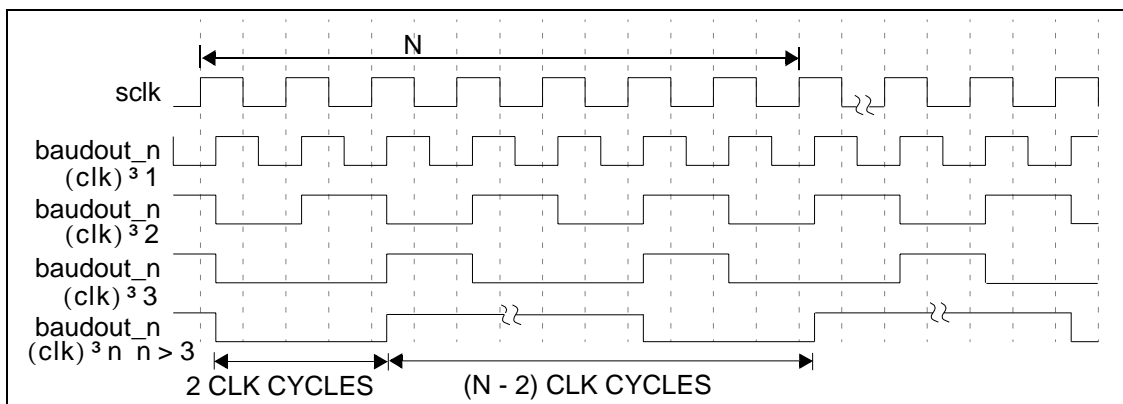 N
sclk
baudout_n
(clk) ³ 1
baudout_n
(clk) ³ 2
baudout_n
(clk) ³ 3
baudout_n
(clk) ³ n n > 3
2 CLK CYCLES
(N - 2) CLK CYCLES